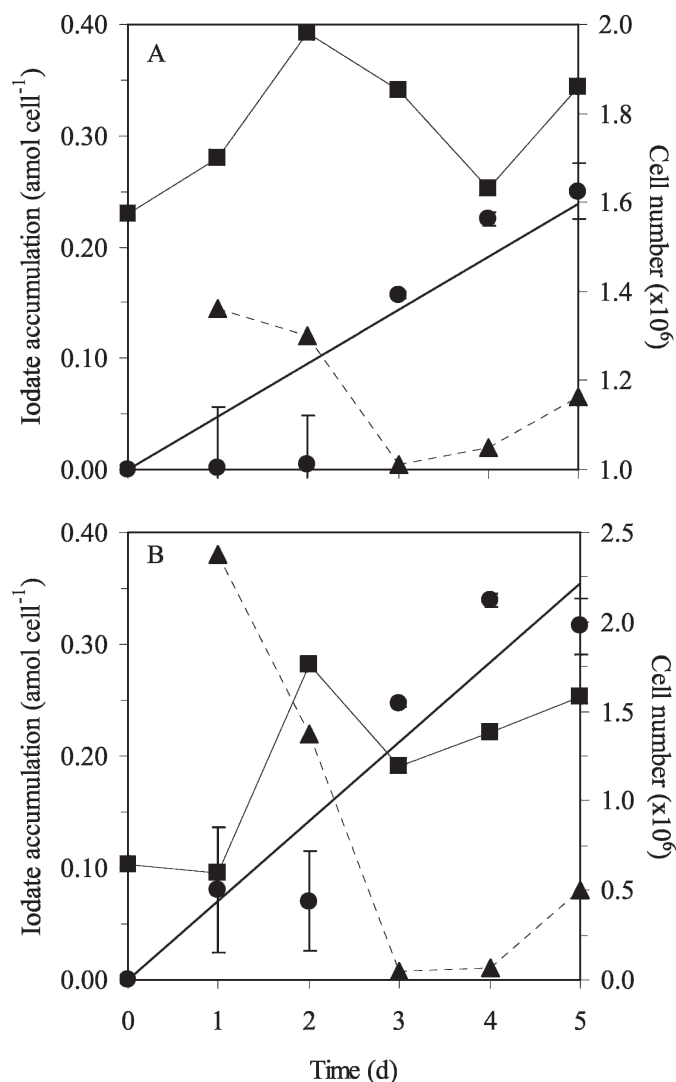 A
Iodate accumulation (amol cell⁻¹)
0.40
0.30
0.20
0.10
0.00
2.0
1.8
1.6
1.4
1.2
1.0
Cell number (x10⁶)
B
Iodate accumulation (amol cell⁻¹)
0.40
0.30
0.20
0.10
0.00
2.5
2.0
1.5
1.0
0.5
0.0
Cell number (x10⁶)
0 1 2 3 4 5
Time (d)